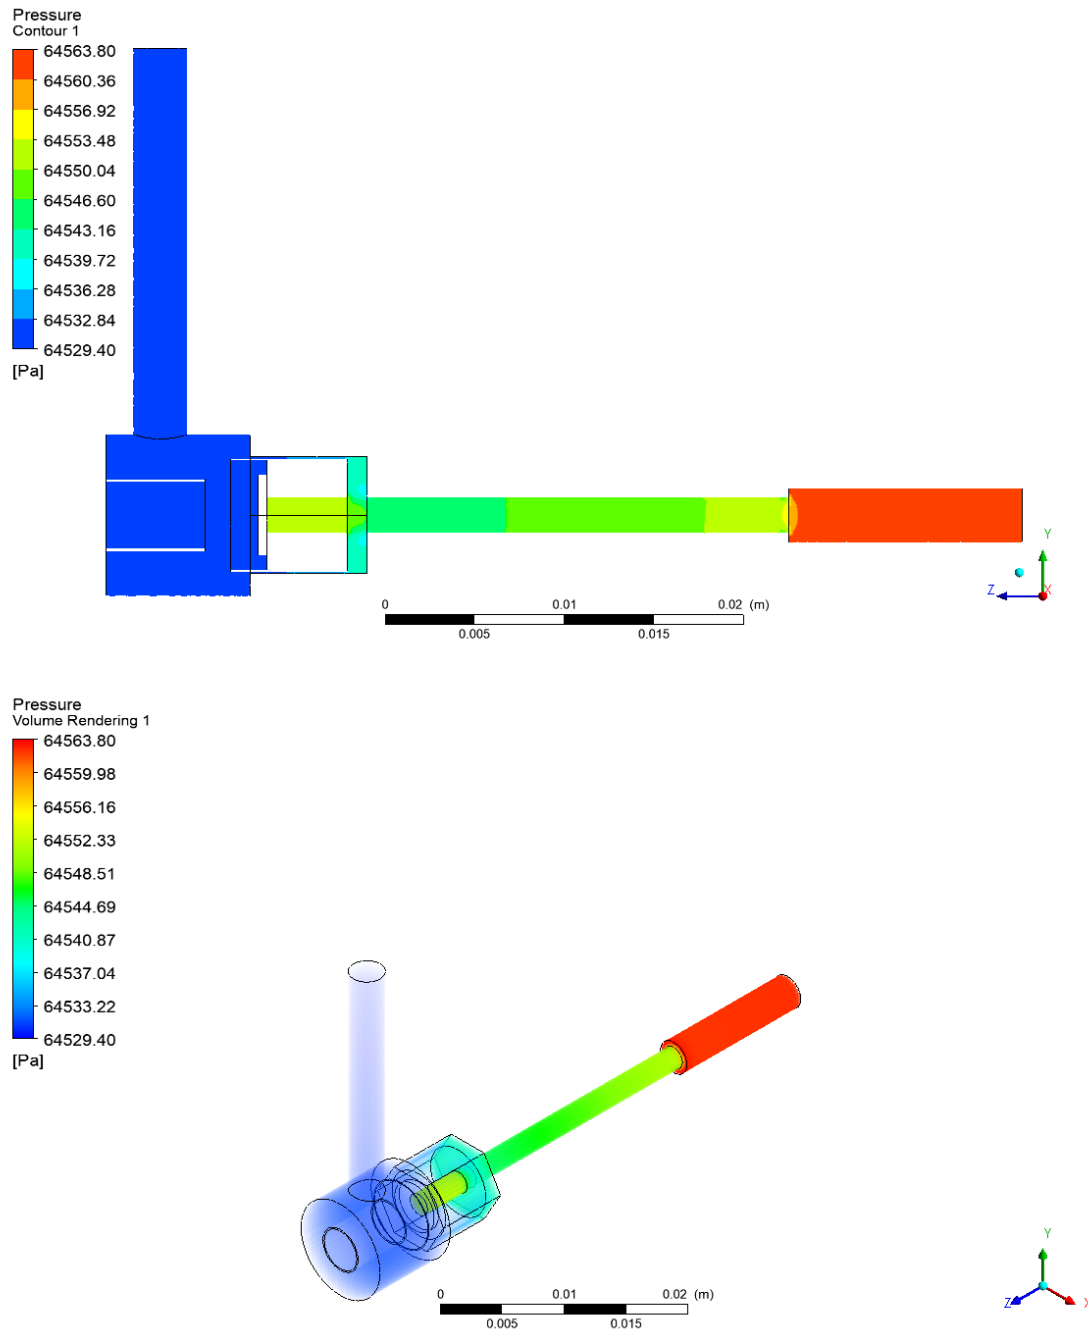 Pressure
Contour 1
64563.80
64560.36
64556.92
64553.48
64550.04
64546.60
64543.16
64539.72
64536.28
64532.84
64529.40
[Pa]
Y
Z
X
0 0.01 0.02 (m)
0.005 0.015
Pressure
Volume Rendering 1
64563.80
64559.98
64556.16
64552.33
64548.51
64544.69
64540.87
64537.04
64533.22
64529.40
[Pa]
Y
Z
X
0 0.01 0.02 (m)
0.005 0.015